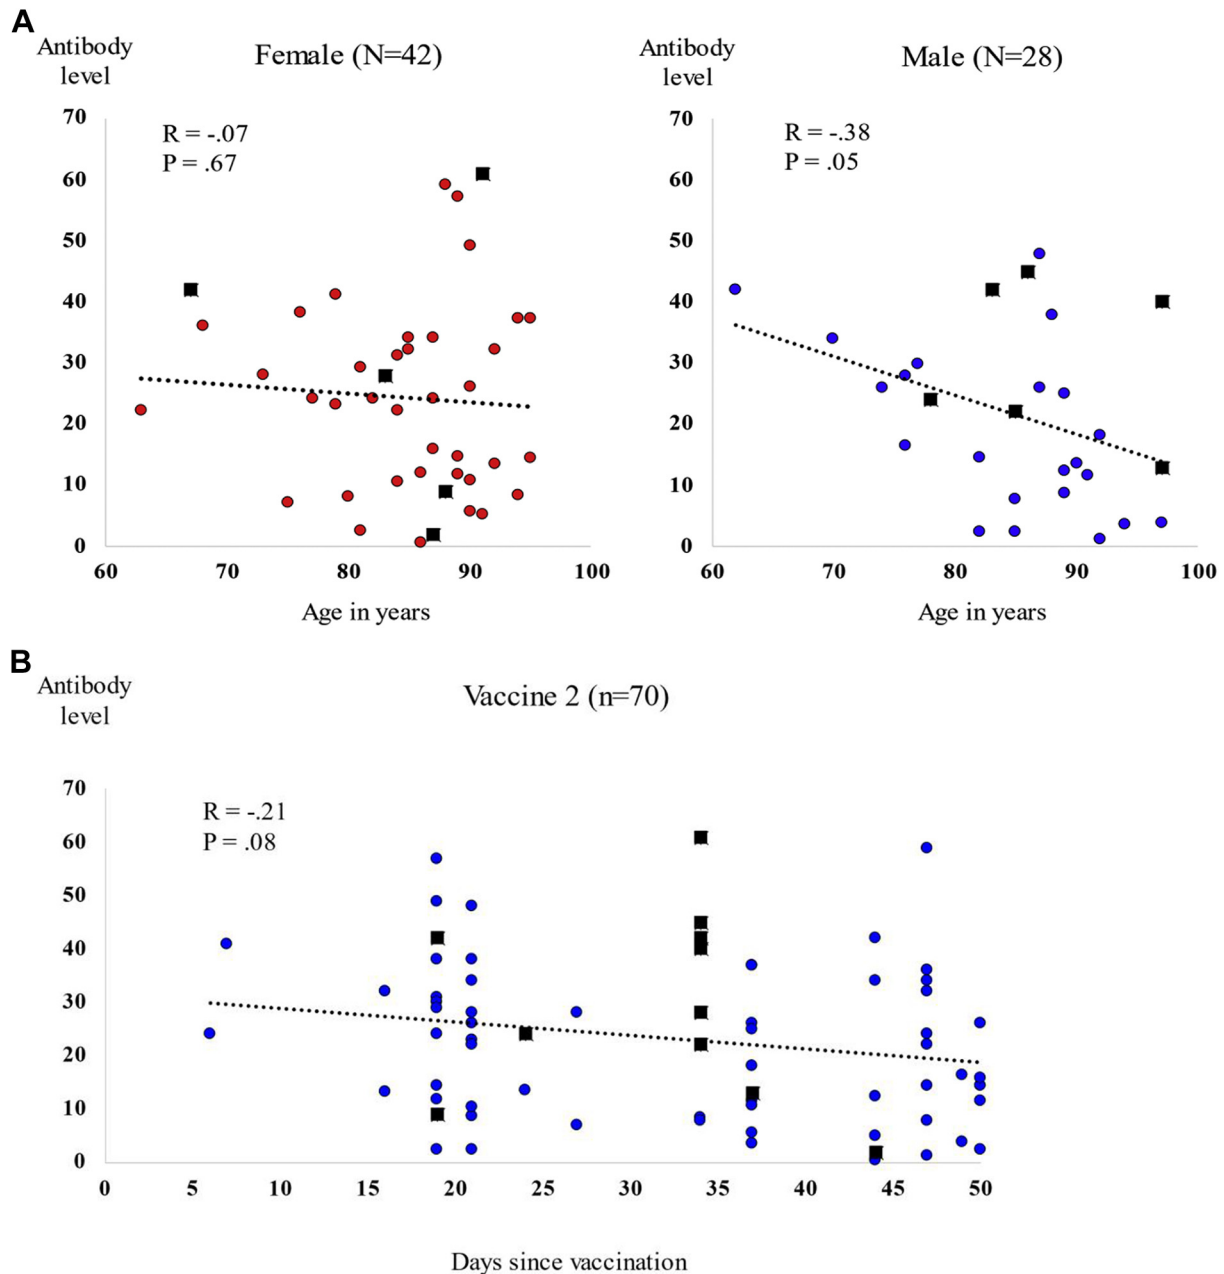 A
Antibody
level
Female (N=42)
R = -.07
P = .67
70
60
50
40
30
20
10
0
60 70 80 90 100
Age in years
Antibody
level
Male (N=28)
R = -.38
P = .05
70
60
50
40
30
20
10
0
60 70 80 90 100
Age in years
B
Antibody
level
Vaccine 2 (n=70)
R = -.21
P = .08
70
60
50
40
30
20
10
0
0 5 10 15 20 25 30 35 40 45 50
Days since vaccination